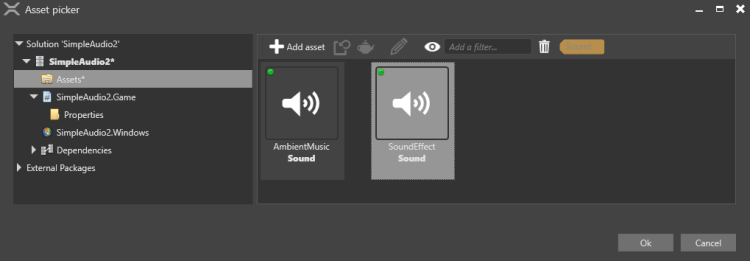 Asset picker
Solution 'SimpleAudio2'
SimpleAudio2*
Assets*
SimpleAudio2.Game
Properties
SimpleAudio2.Windows
Dependencies
External Packages
Add asset
Add a filter...
AmbientMusic
Sound
SoundEffect
Sound
Ok
Cancel